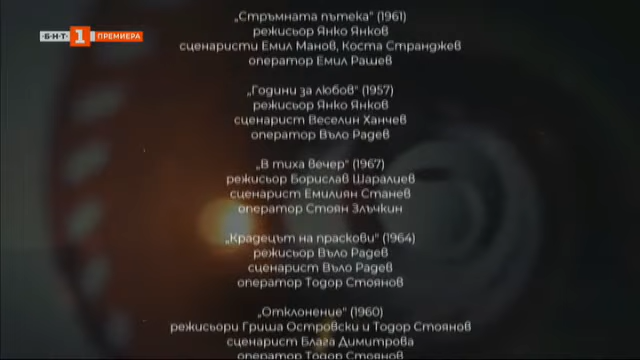 БНТ 1 ПРЕМИЕРА
„Стръмната пътека" (1961)
режисьор Янко Янков
сценаристи Емил Манов, Коста Странджев
оператор Емил Рашев
„Години за любов" (1957)
режисьор Янко Янков
сценарист Веселин Ханчев
оператор Въло Радев
„В тиха вечер" (1967)
режисьор Борислав Шаралиев
сценарист Емилиян Станев
оператор Стоян Злъчкин
„Крадецът на праскови" (1964)
режисьор Въло Радев
сценарист Въло Радев
оператор Тодор Стоянов
„Отклонение" (1960)
режисьори Гриша Островски и Тодор Стоянов
сценарист Блага Димитрова
оператор Тодор Стоянов